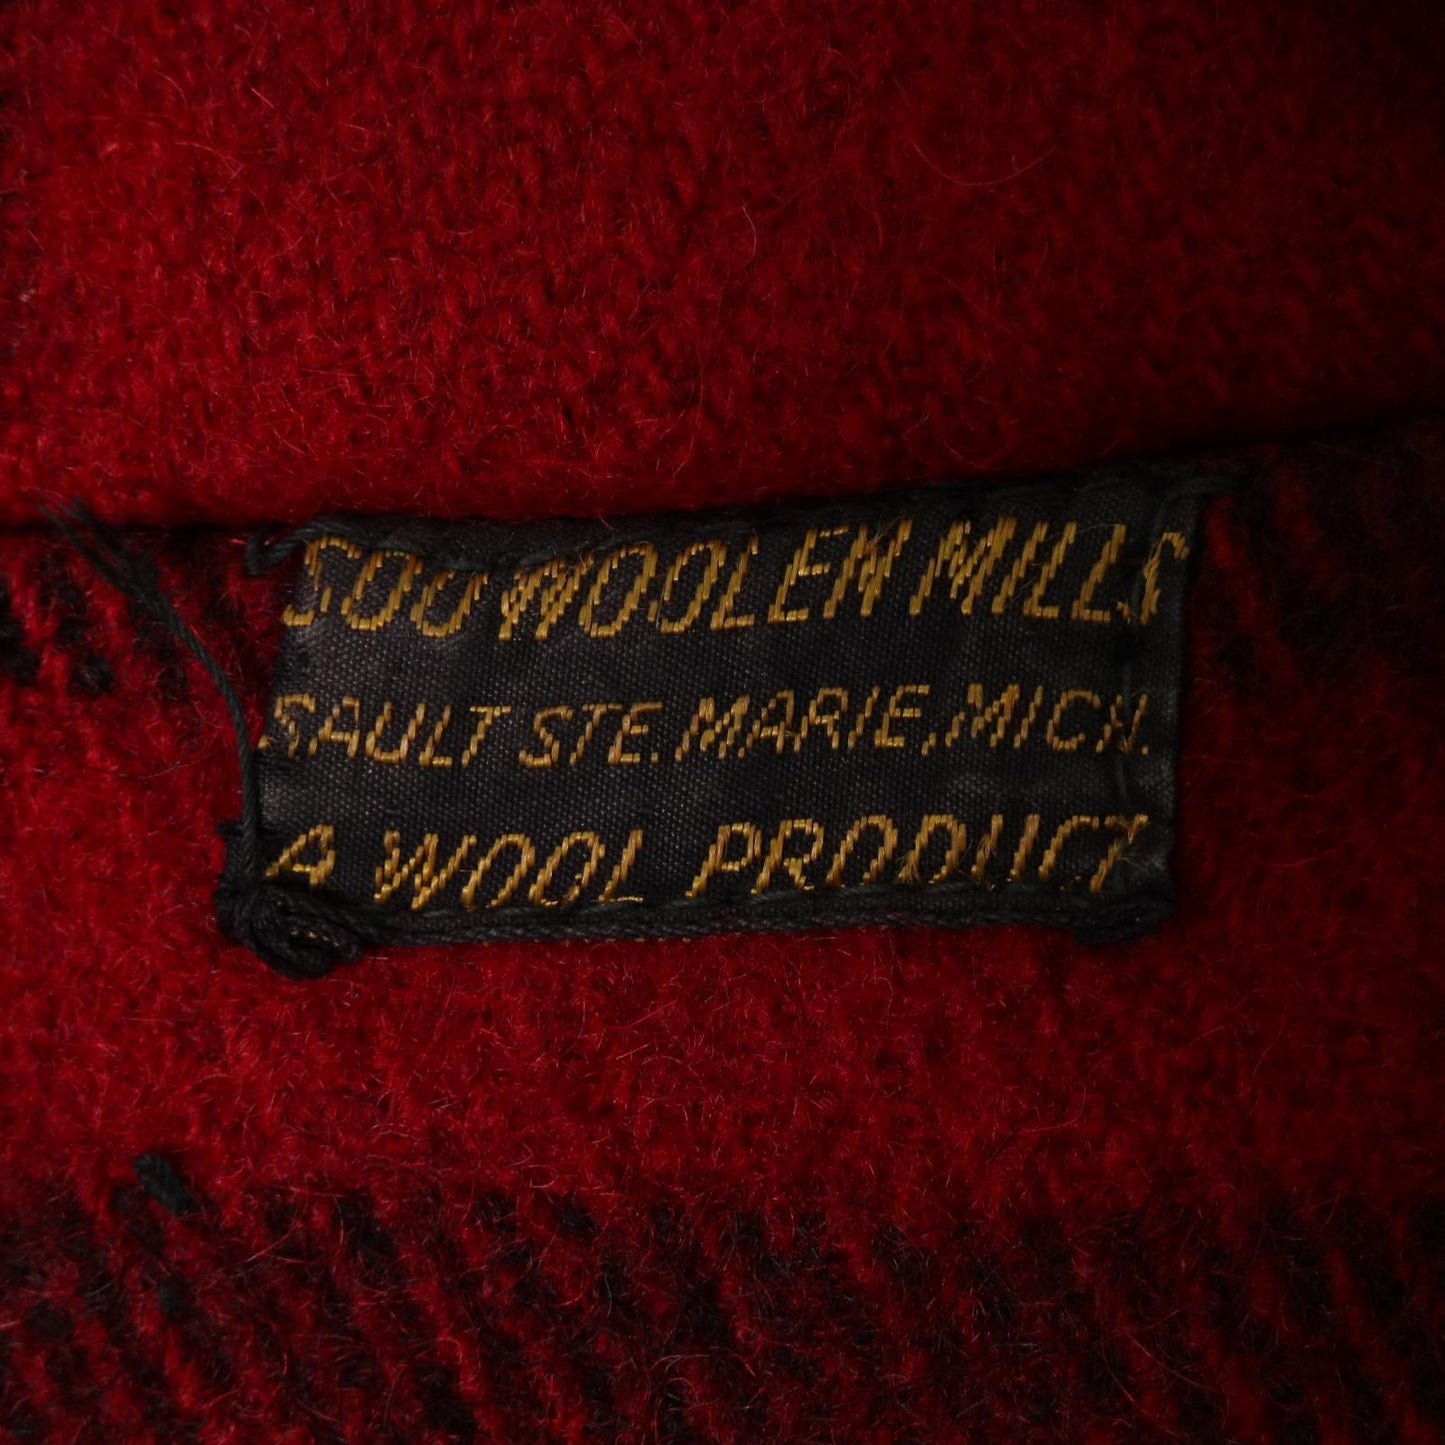 SOO WOOLEN MILLS
SAULT STE. MARIE, MICH.
A WOOL PRODUCT